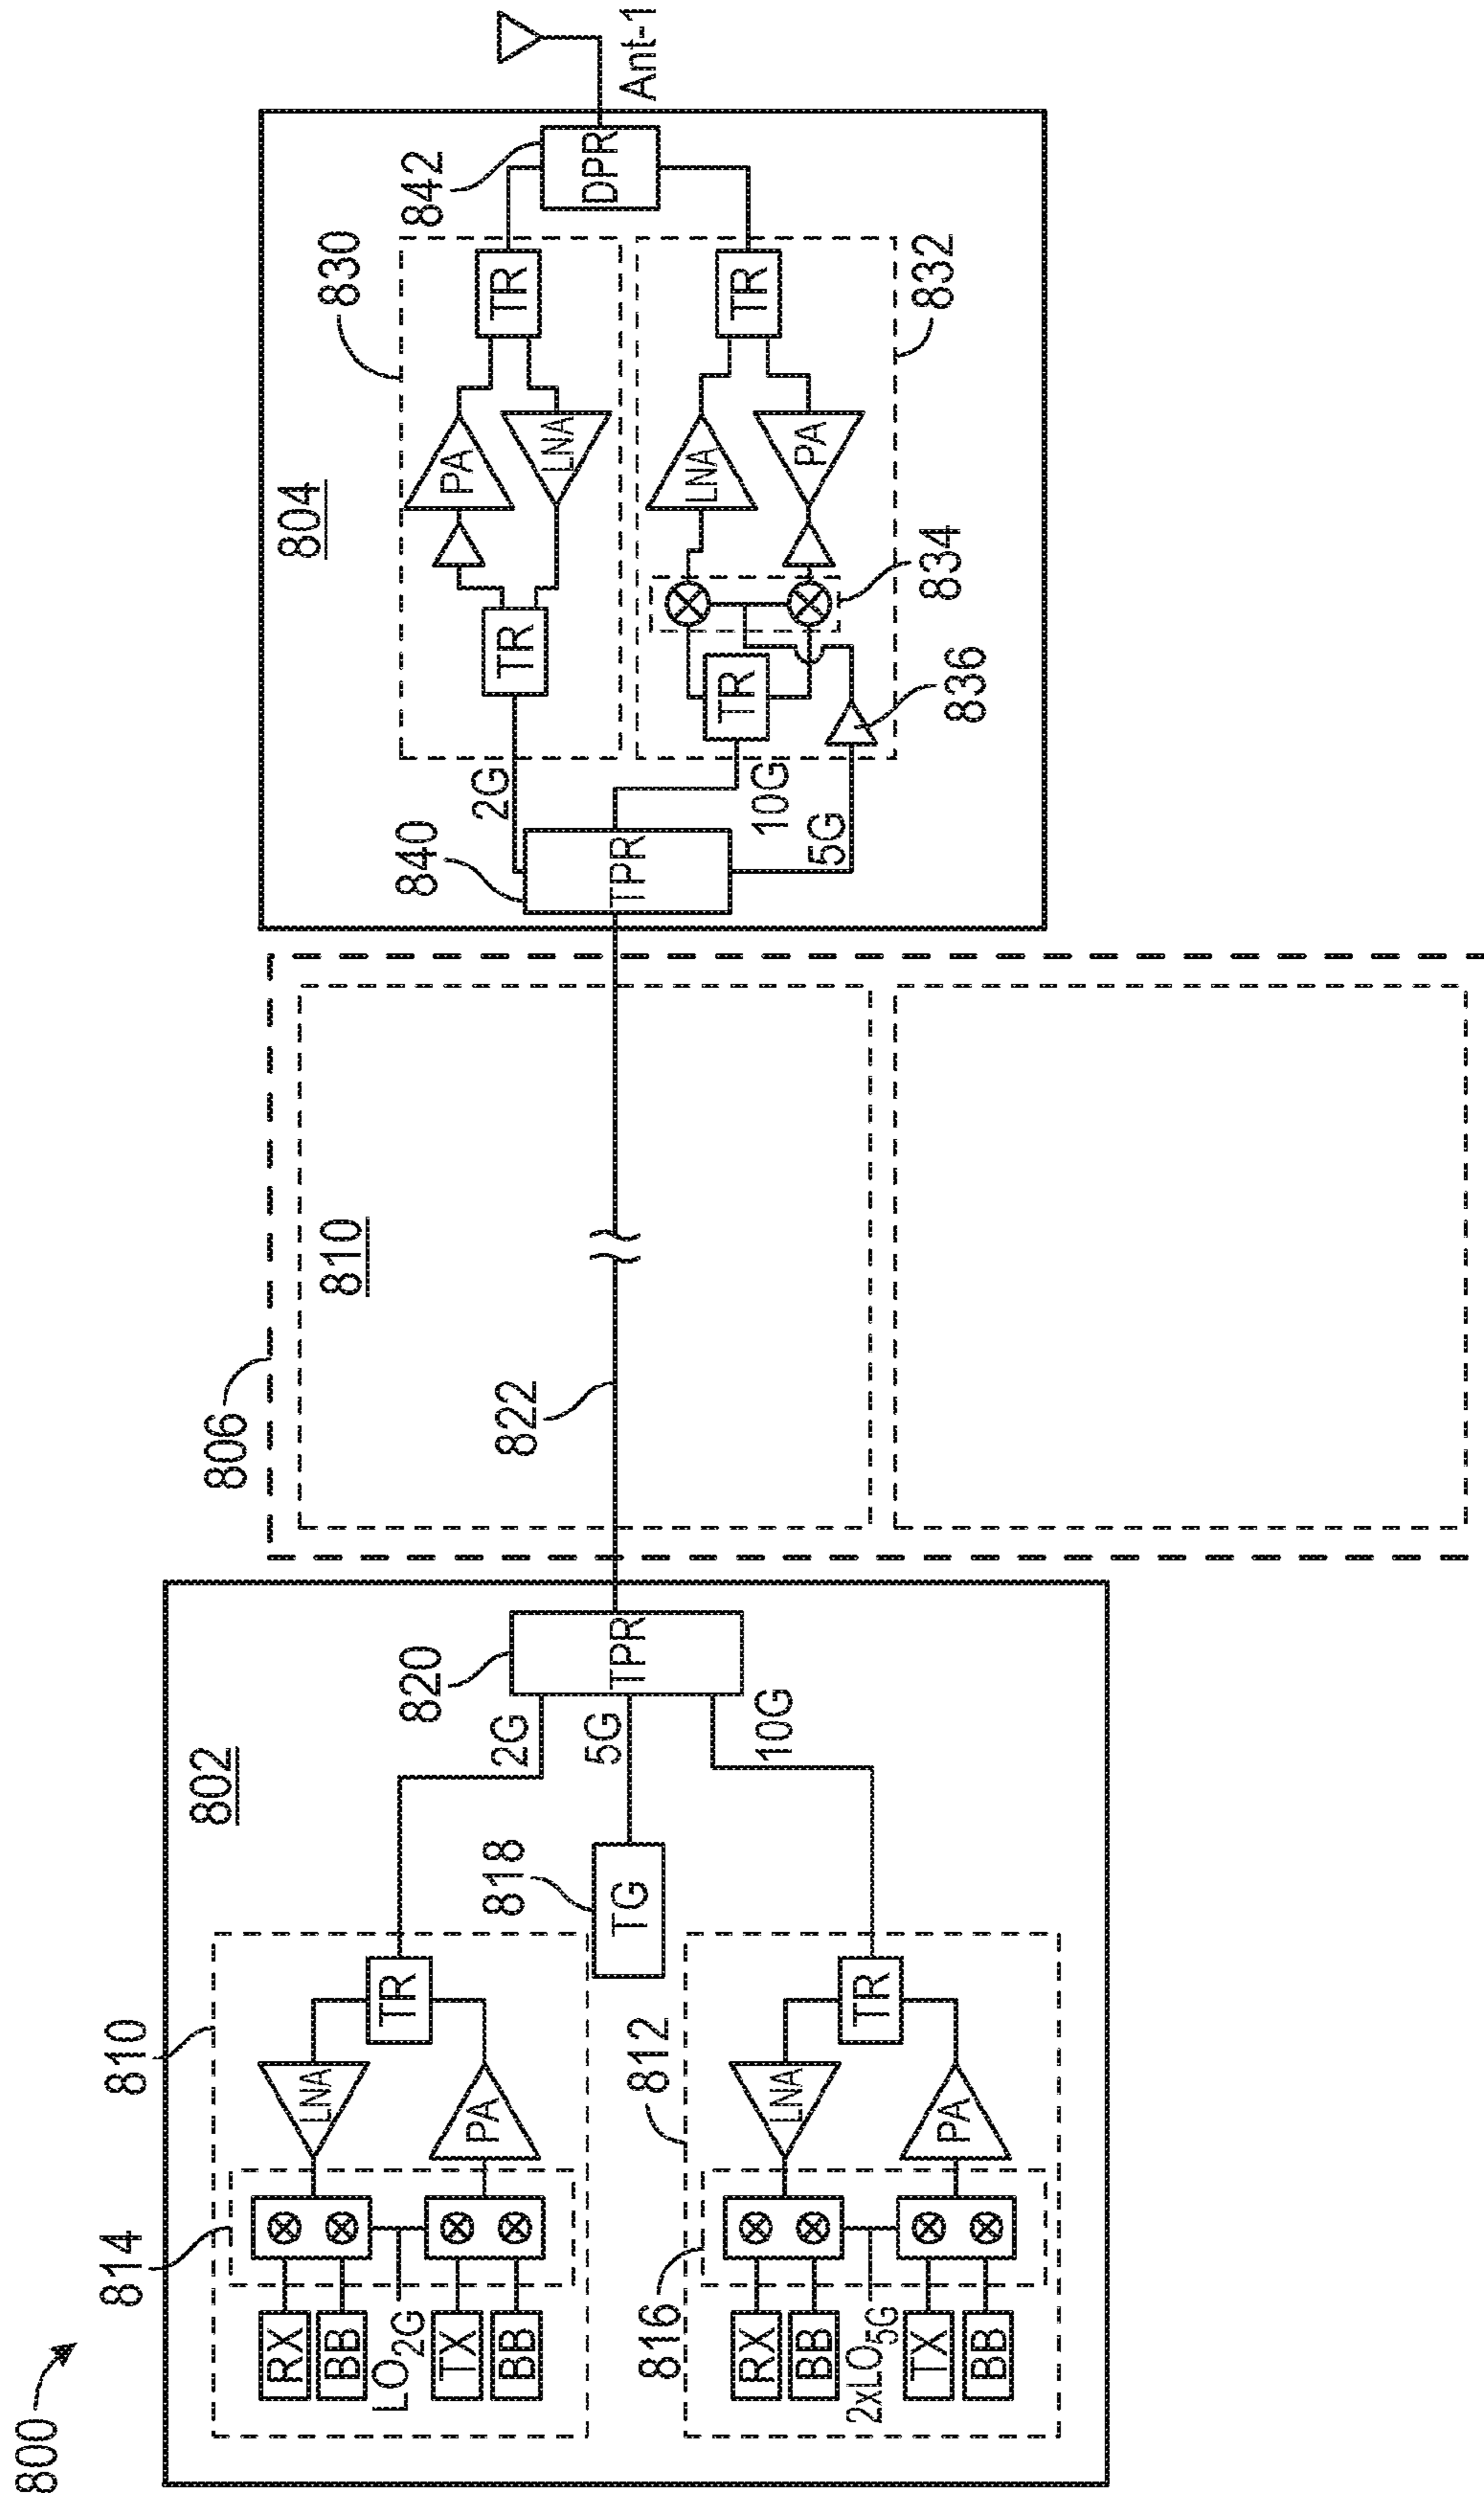 800
802
810
814
RX
BB
LO2G
TX
BB
LNA
PA
TR
812
816
RX
BB
2xLO5G
TX
BB
LNA
PA
TR
818
TG
2G
5G
10G
820
TPR
806
810
822
804
840
TPR
2G
10G
5G
830
TR
PA
LNA
TR
832
TR
834
836
LNA
PA
TR
842
DPR
Ant-1